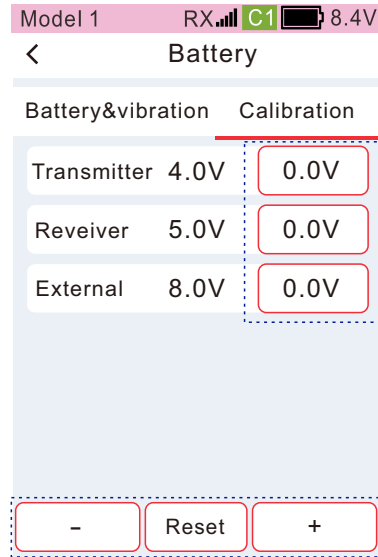 Model 1 RX C1 8.4V
< Battery
Battery&vibration Calibration
Transmitter 4.0V 0.0V
Reveiver 5.0V 0.0V
External 8.0V 0.0V
- Reset +